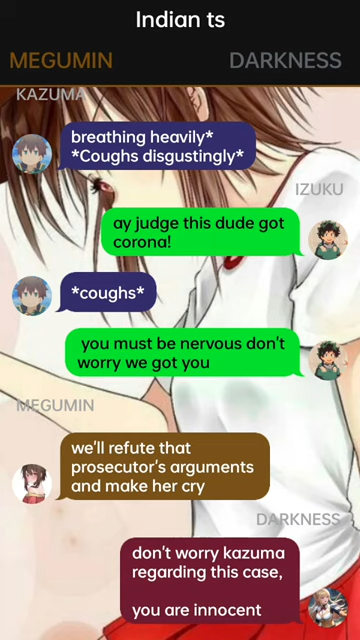 Indian ts
MEGUMIN
DARKNESS
KAZUMA
breathing heavily*
*Coughs disgustingly*
IZUKU
ay judge this dude got
corona!
*coughs*
you must be nervous don't
worry we got you
MEGUMIN
we'll refute that
prosecutor's arguments
and make her cry
DARKNESS
don't worry kazuma
regarding this case,
you are innocent